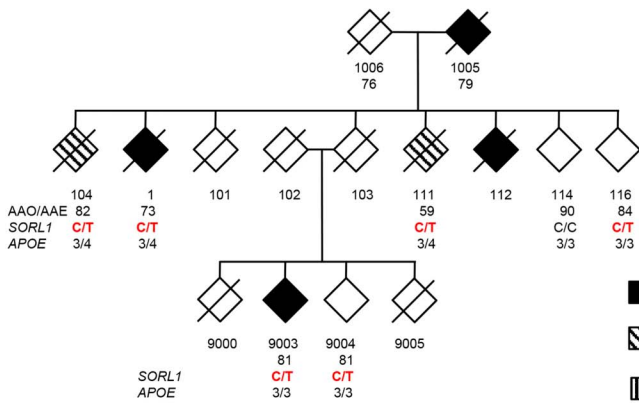 1006 1005
76 79
104 1 101 102 103 111 112 114 116
AAO/AAE 82 73 59 90 84
SORL1 C/T C/T C/T C/C C/T
APOE 3/4 3/4 3/4 3/3 3/3
9000 9003 9004 9005
81 81
SORL1 C/T C/T
APOE 3/3 3/3